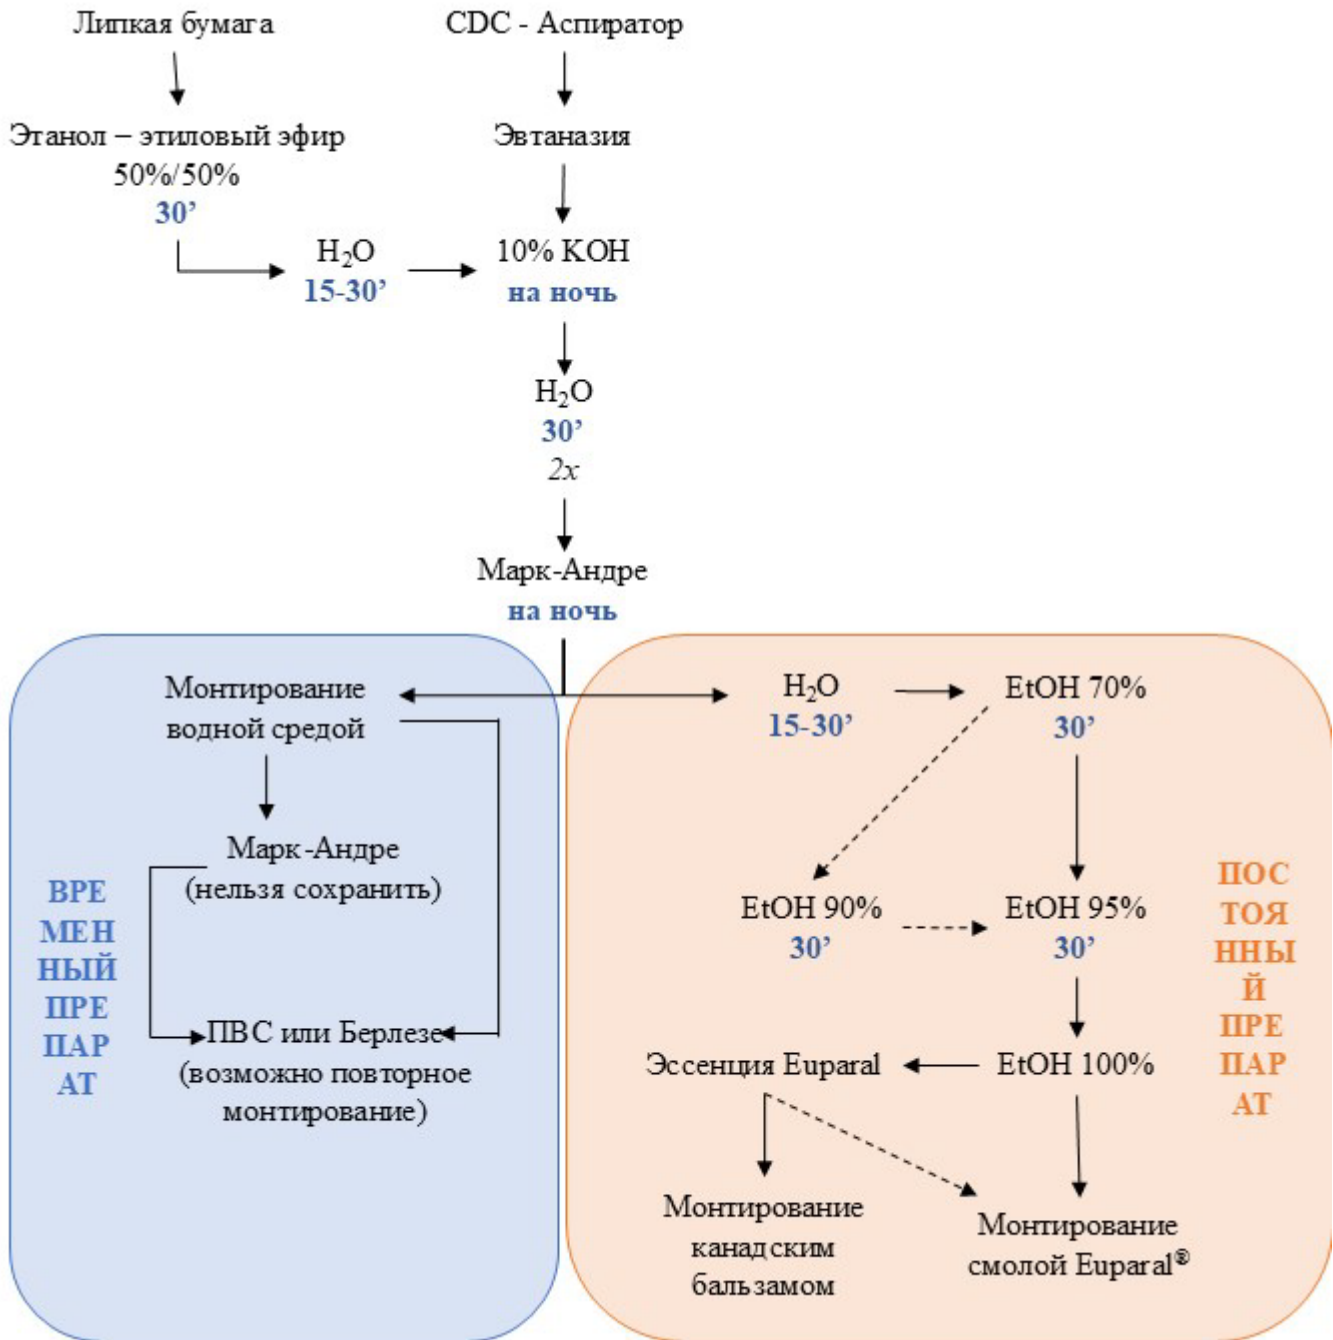 Липкая бумага
CDC - Аспиратор
Этанол – этиловый эфир
50%/50%
30’
Эвтаназия
H₂O
15-30’
10% KOH
на ночь
H₂O
30’
2x
Марк-Андре
на ночь
Монтирование
водной средой
Марк-Андре
(нельзя сохранить)
ПВС или Берлезе
(возможно повторное
монтирование)
ВРЕ
МЕН
НЫЙ
ПРЕ
ПАР
АТ
H₂O
15-30’
EtOH 70%
30’
EtOH 90%
30’
EtOH 95%
30’
Эссенция Euparal
EtOH 100%
Монтирование
канадским
бальзамом
Монтирование
смолой Euparal®
ПОС
ТОЯ
ННЫ
Й
ПРЕ
ПАР
АТ